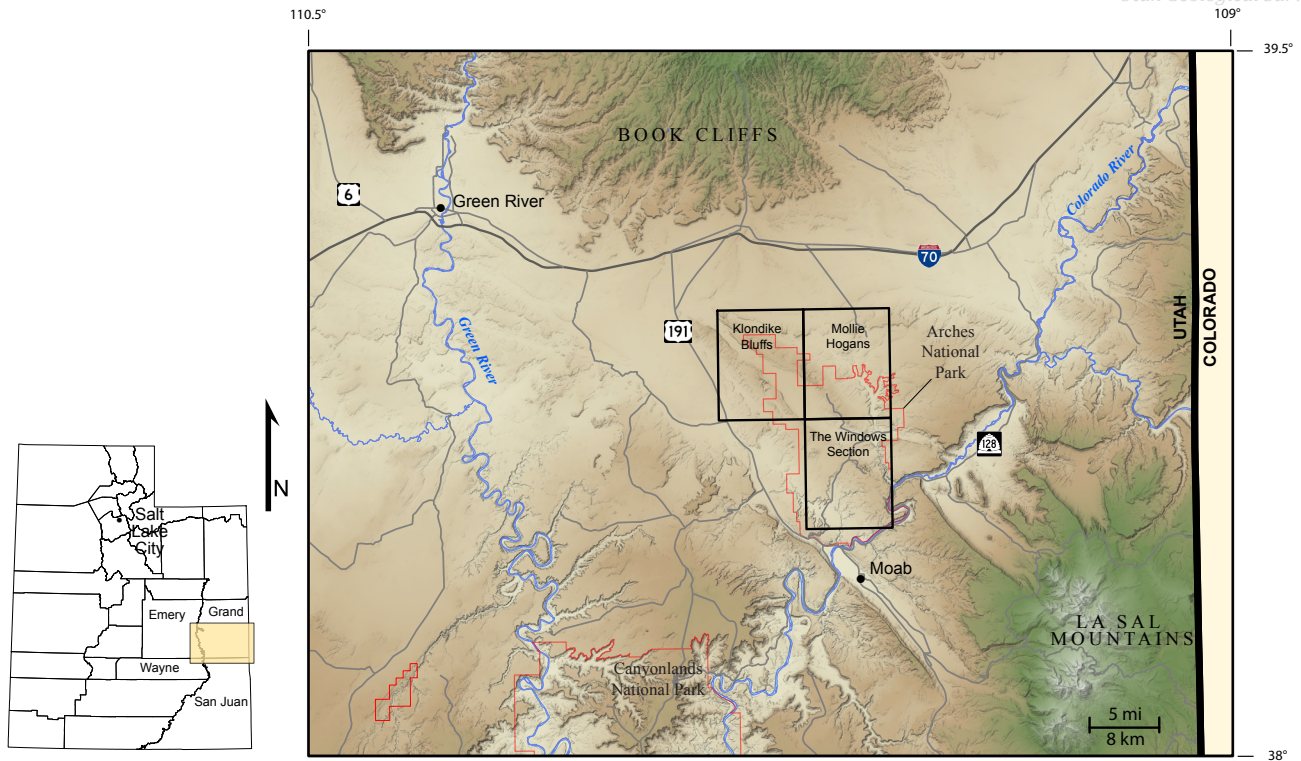 110.5°
109°
39.5°
BOOK CLIFFS
Colorado River
6
Green River
70
UTAH
COLORADO
Green River
191
Klondike
Bluffs
Mollie
Hogans
Arches
National
Park
The Windows
Section
128
N
Salt
Lake
City
Moab
Emery
Grand
LA SAL
MOUNTAINS
Wayne
Canyonlands
National Park
San Juan
5 mi
8 km
38°